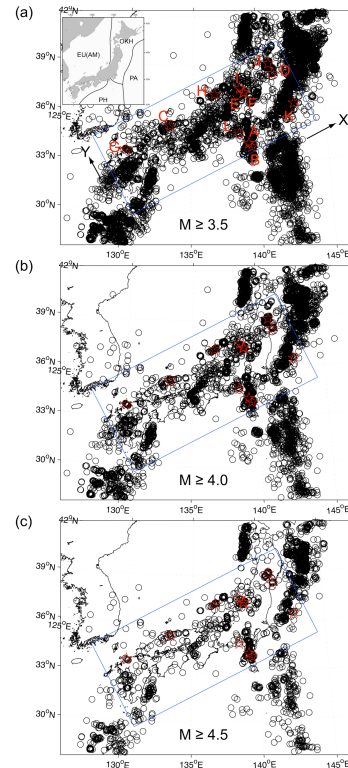 (a)
42°N
OKH
EU(AM)
PA
PH
39°N
36°N
125°E
33°N
30°N
X
Y
H
C
G
J
D
I
E
F
K
L
A
B
M ≥ 3.5
130°E
135°E
140°E
145°E
(b)
42°N
39°N
36°N
125°E
33°N
30°N
M ≥ 4.0
130°E
135°E
140°E
145°E
(c)
42°N
39°N
36°N
125°E
33°N
30°N
M ≥ 4.5
130°E
135°E
140°E
145°E